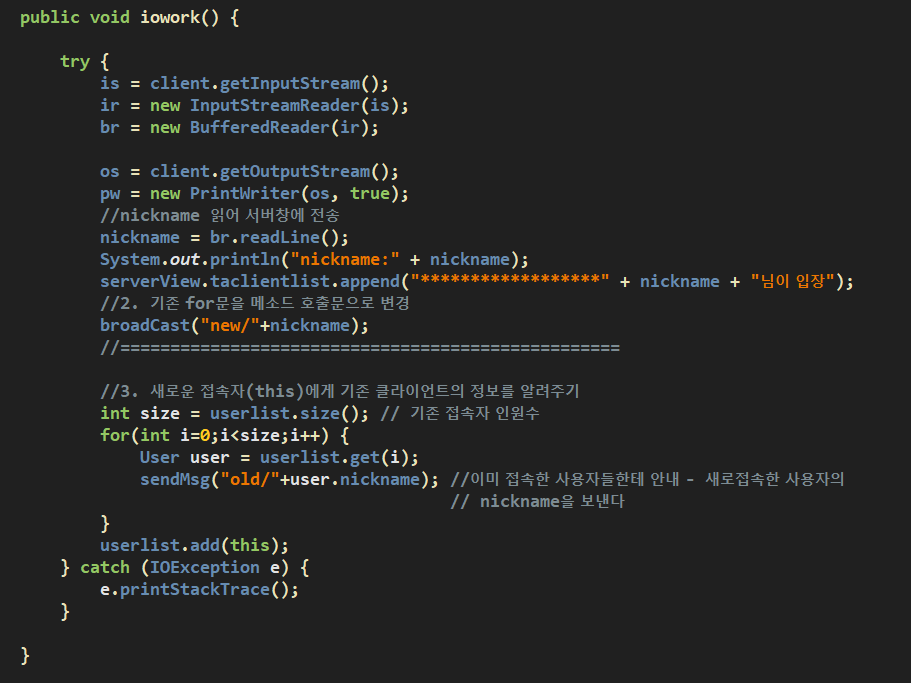 public void iowork() {
try {
is = client.getInputStream();
ir = new InputStreamReader(is);
br = new BufferedReader(ir);
os = client.getOutputStream();
pw = new PrintWriter(os, true);
//nickname 읽어 서버창에 전송
nickname = br.readLine();
System.out.println("nickname:" + nickname);
serverView.taclientlist.append("******************" + nickname + "님이 입장");
//2. 기존 for문을 메소드 호출문으로 변경
broadCast("new/"+nickname);
//==================================================
//3. 새로운 접속자(this)에게 기존 클라이언트의 정보를 알려주기
int size = userlist.size(); // 기존 접속자 인원수
for(int i=0;i<size;i++) {
User user = userlist.get(i);
sendMsg("old/"+user.nickname); //이미 접속한 사용자들한테 안내 - 새로접속한 사용자의
// nickname을 보낸다
}
userlist.add(this);
} catch (IOException e) {
e.printStackTrace();
}
}